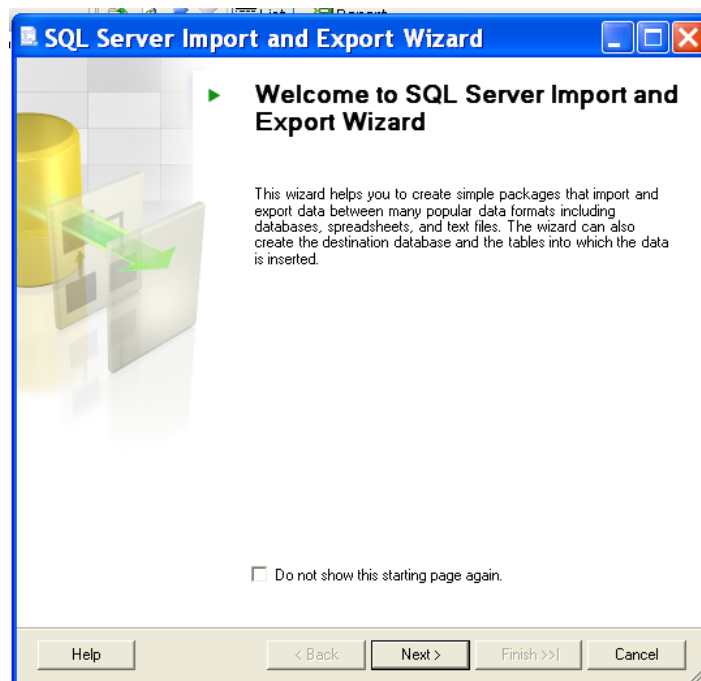 List Report
SQL Server Import and Export Wizard
Welcome to SQL Server Import and
Export Wizard
This wizard helps you to create simple packages that import and
export data between many popular data formats including
databases, spreadsheets, and text files. The wizard can also
create the destination database and the tables into which the data
is inserted.
Do not show this starting page again.
Help < Back Next > Finish >>| Cancel